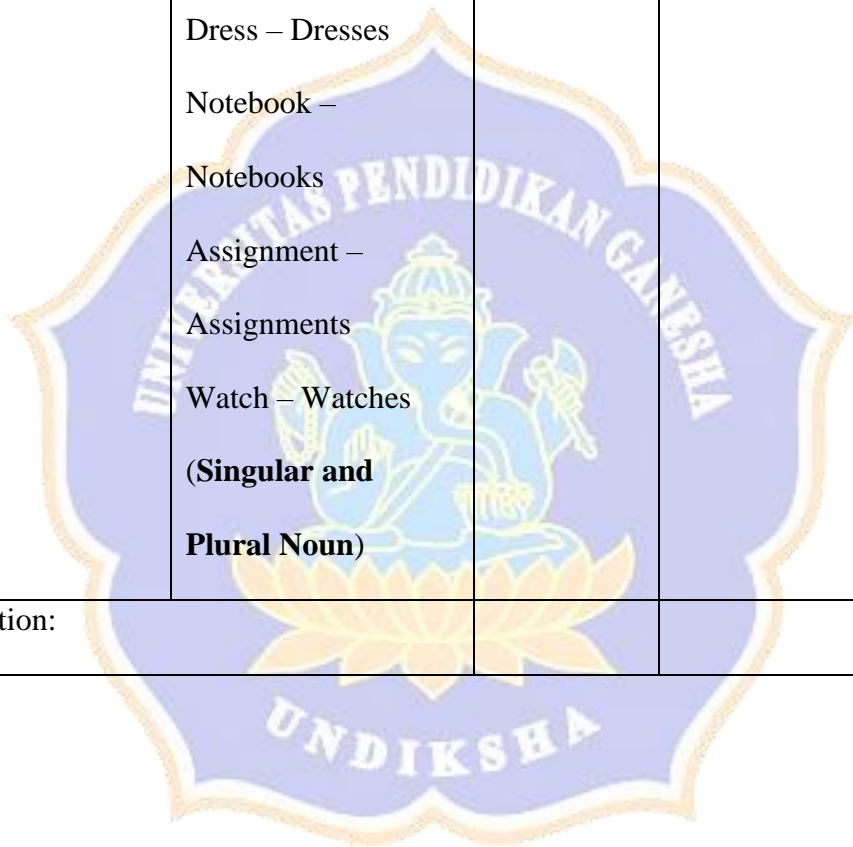 Dress – Dresses
Notebook –
Notebooks
Assignment –
Assignments
Watch – Watches
(Singular and
Plural Noun)
tion:
UNIVERSITAS PENDIDIKAN GANESHA
UNDIKSHA